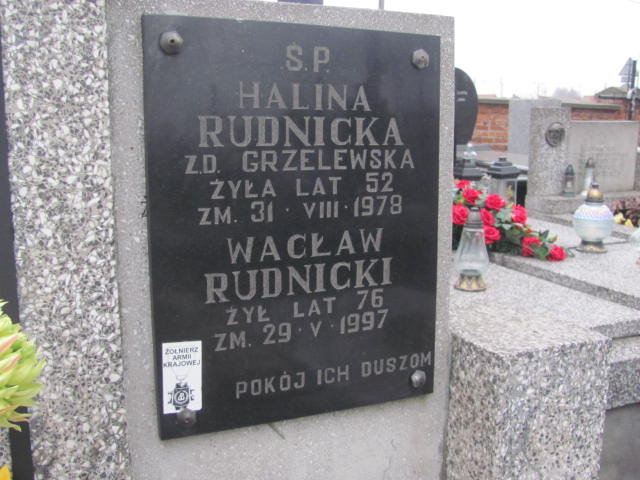 Ś.P.
HALINA
RUDNICKA
Z.D. GRZELEWSKA
ŻYŁA LAT 52
ZM. 31 · VIII · 1978
WACŁAW
RUDNICKI
ŻYŁ LAT 76
ZM. 29 · V · 1997
POKÓJ ICH DUSZOM
ŻOŁNIERZ
ARMII
KRAJOWEJ